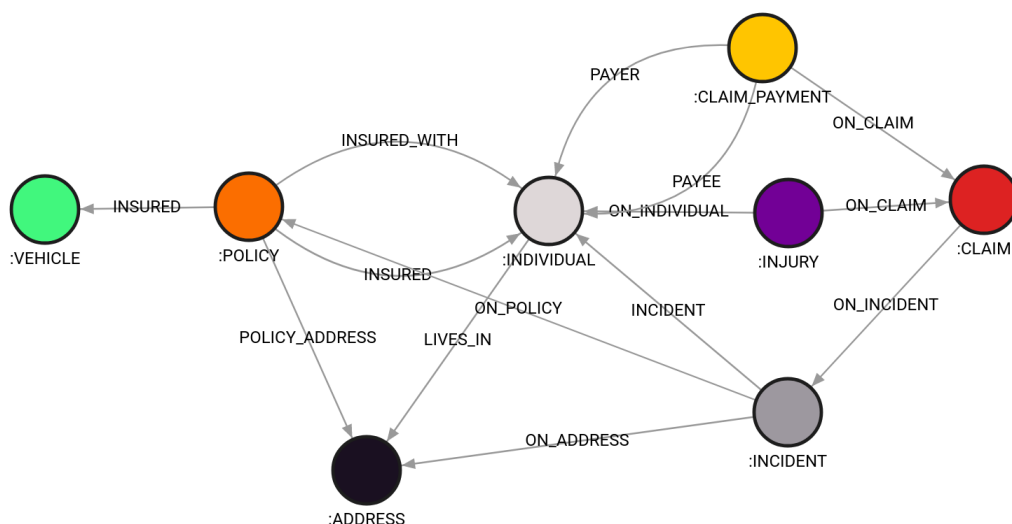 PAYER
:CLAIM_PAYMENT
ON_CLAIM
INSURED_WITH
PAYEE
INSURED
ON_INDIVIDUAL
ON_CLAIM
:VEHICLE
:POLICY
:INDIVIDUAL
:INJURY
:CLAIM
INSURED
ON_POLICY
INCIDENT
ON_INCIDENT
POLICY_ADDRESS
LIVES_IN
ON_ADDRESS
:INCIDENT
:ADDRESS